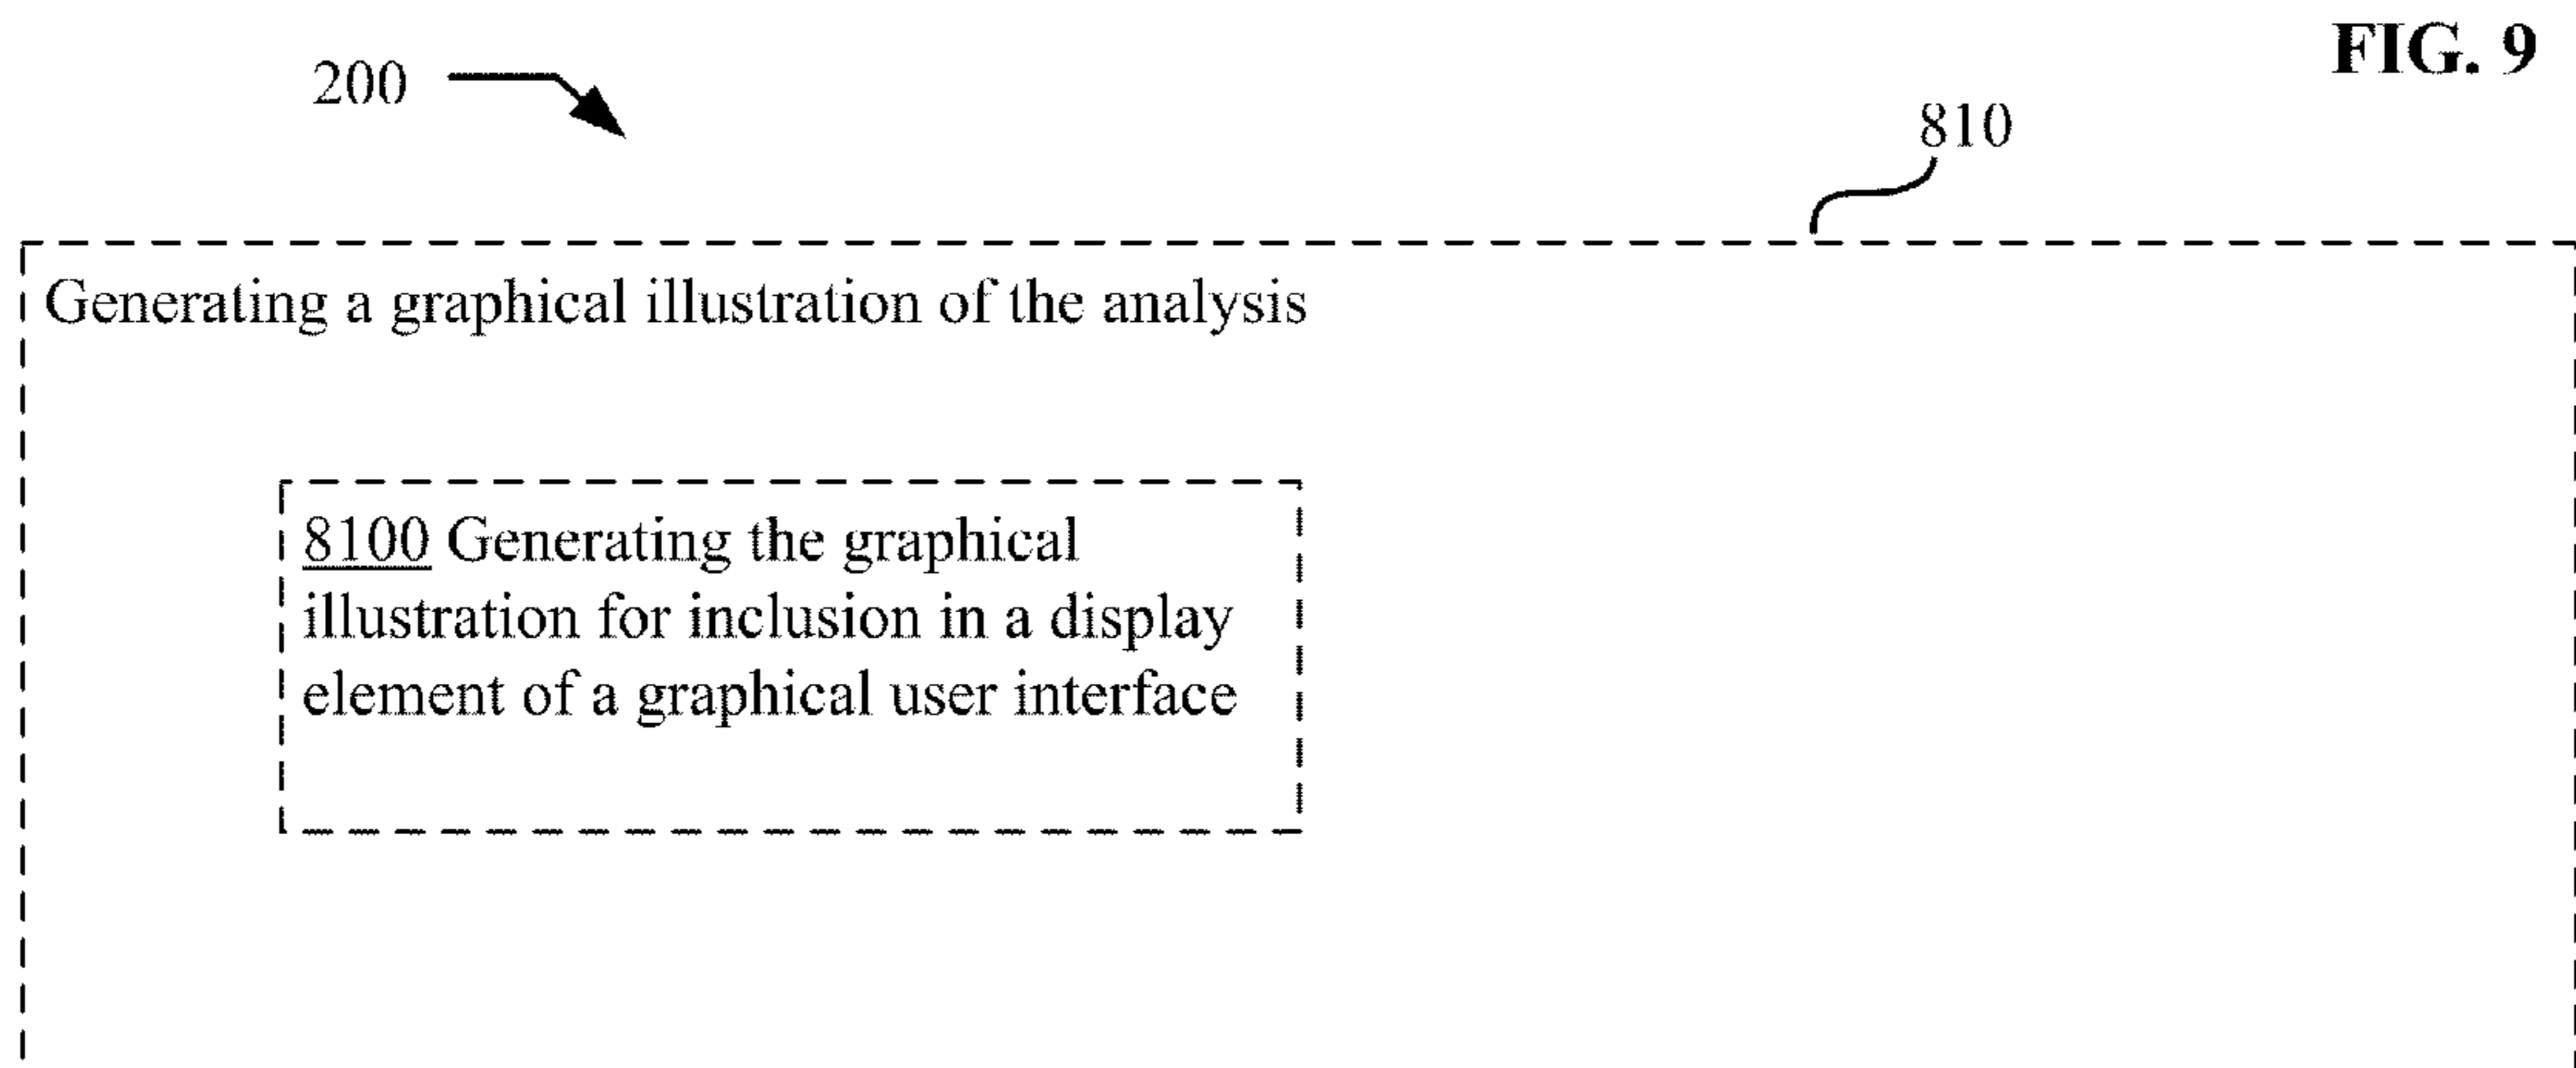 FIG. 9
200
810
Generating a graphical illustration of the analysis
8100 Generating the graphical
illustration for inclusion in a display
element of a graphical user interface